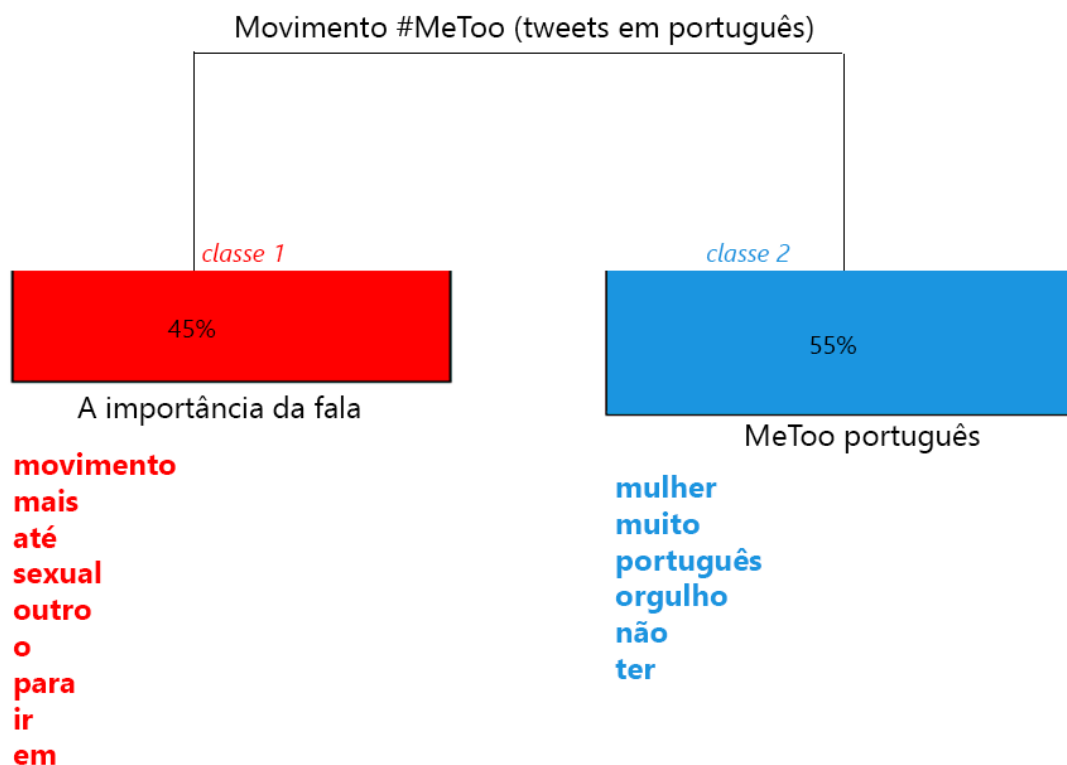 Movimento #MeToo (tweets em português)
classe 1
45%
A importância da fala
movimento
mais
até
sexual
outro
o
para
ir
em
classe 2
55%
MeToo português
mulher
muito
português
orgulho
não
ter